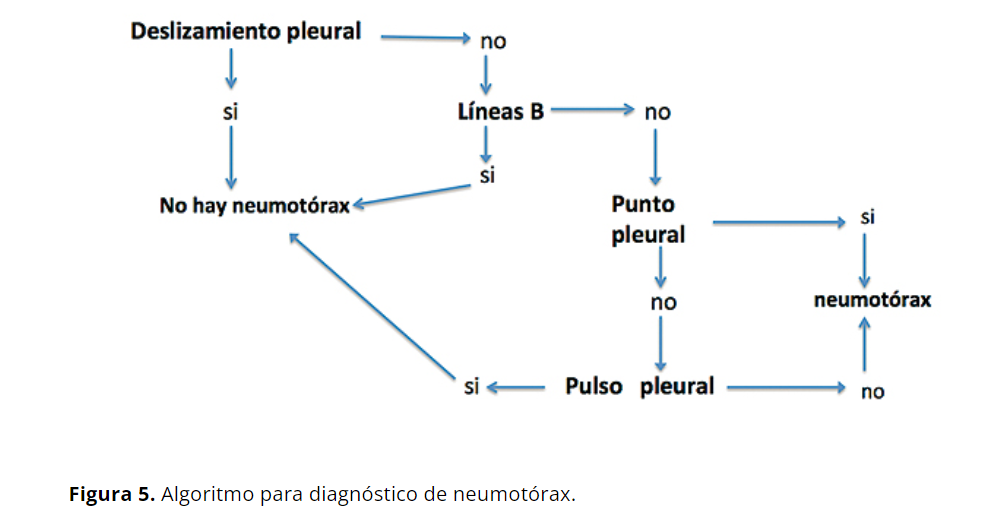 Deslizamiento pleural
no
si
Líneas B
no
si
No hay neumotórax
Punto
pleural
si
no
neumotórax
si
Pulso pleural
no
Figura 5. Algoritmo para diagnóstico de neumotórax.